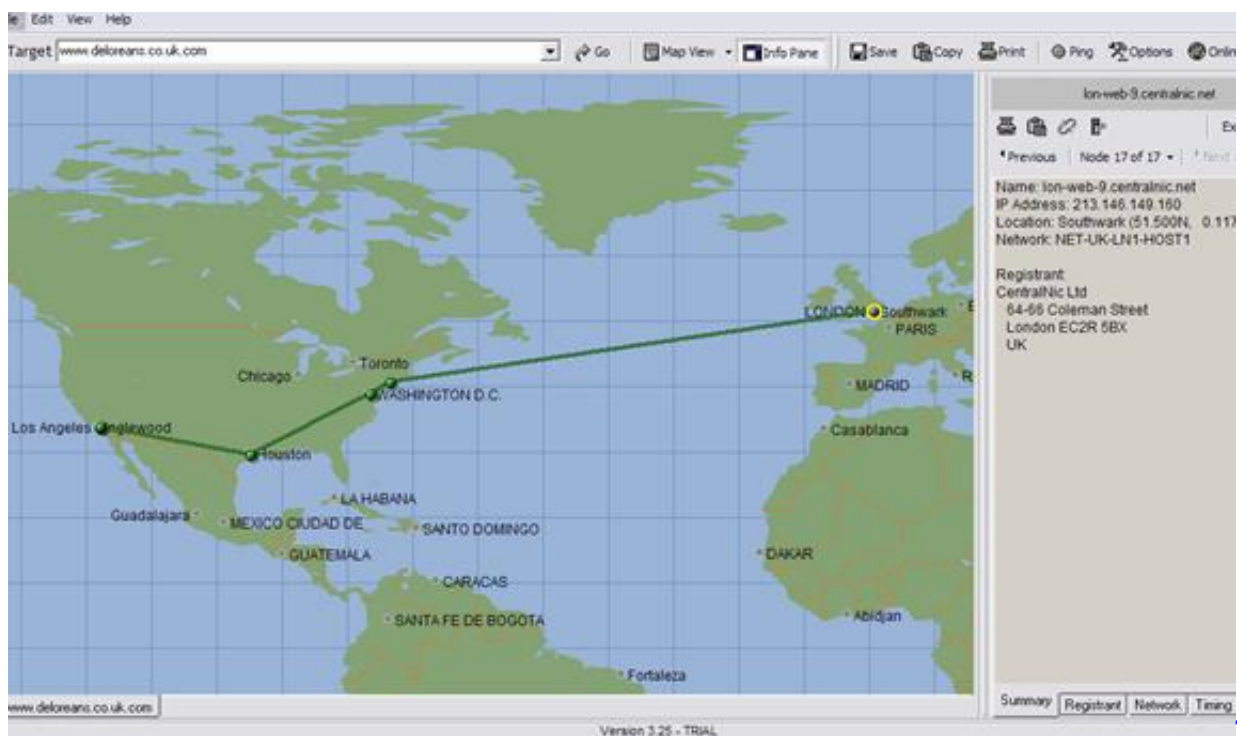 Edit View Help
Target www.deloreans.co.uk.com Go Map View Info Pane Save Copy Print Ping Options
lon-web-9.centralnic.net
Previous Node 17 of 17 Next
Name: lon-web-9.centralnic.net
IP Address: 213.146.149.160
Location: Southwark (51.500N, 0.117
Network: NET-UK-LN1-HOST1
Registrant
CentralNic Ltd
64-66 Coleman Street
London EC2R 5BX
UK
LONDON Southwark
PARIS
Toronto
Chicago
MADRID
WASHINGTON D.C.
Los Angeles Inglewood
Casablanca
Houston
LA HABANA
Guadalajara
MEXICO CIUDAD DE
SANTO DOMINGO
GUATEMALA
DAKAR
CARACAS
SANTA FE DE BOGOTA
Abidjan
Fortaleza
www.deloreans.co.uk.com
Summary Registrant Network Timing
Version 3.25 - TRIAL